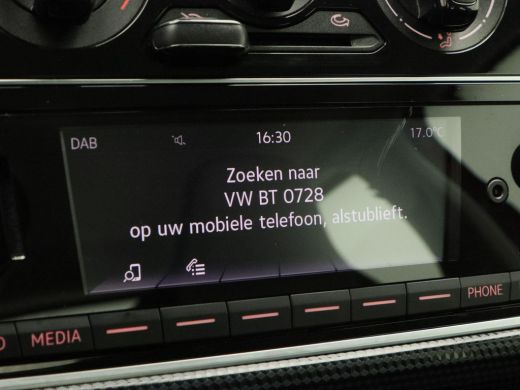 DAB 16:30 17.0°C
Zoeken naar
VW BT 0728
op uw mobiele telefoon, alstublieft.
MEDIA PHONE